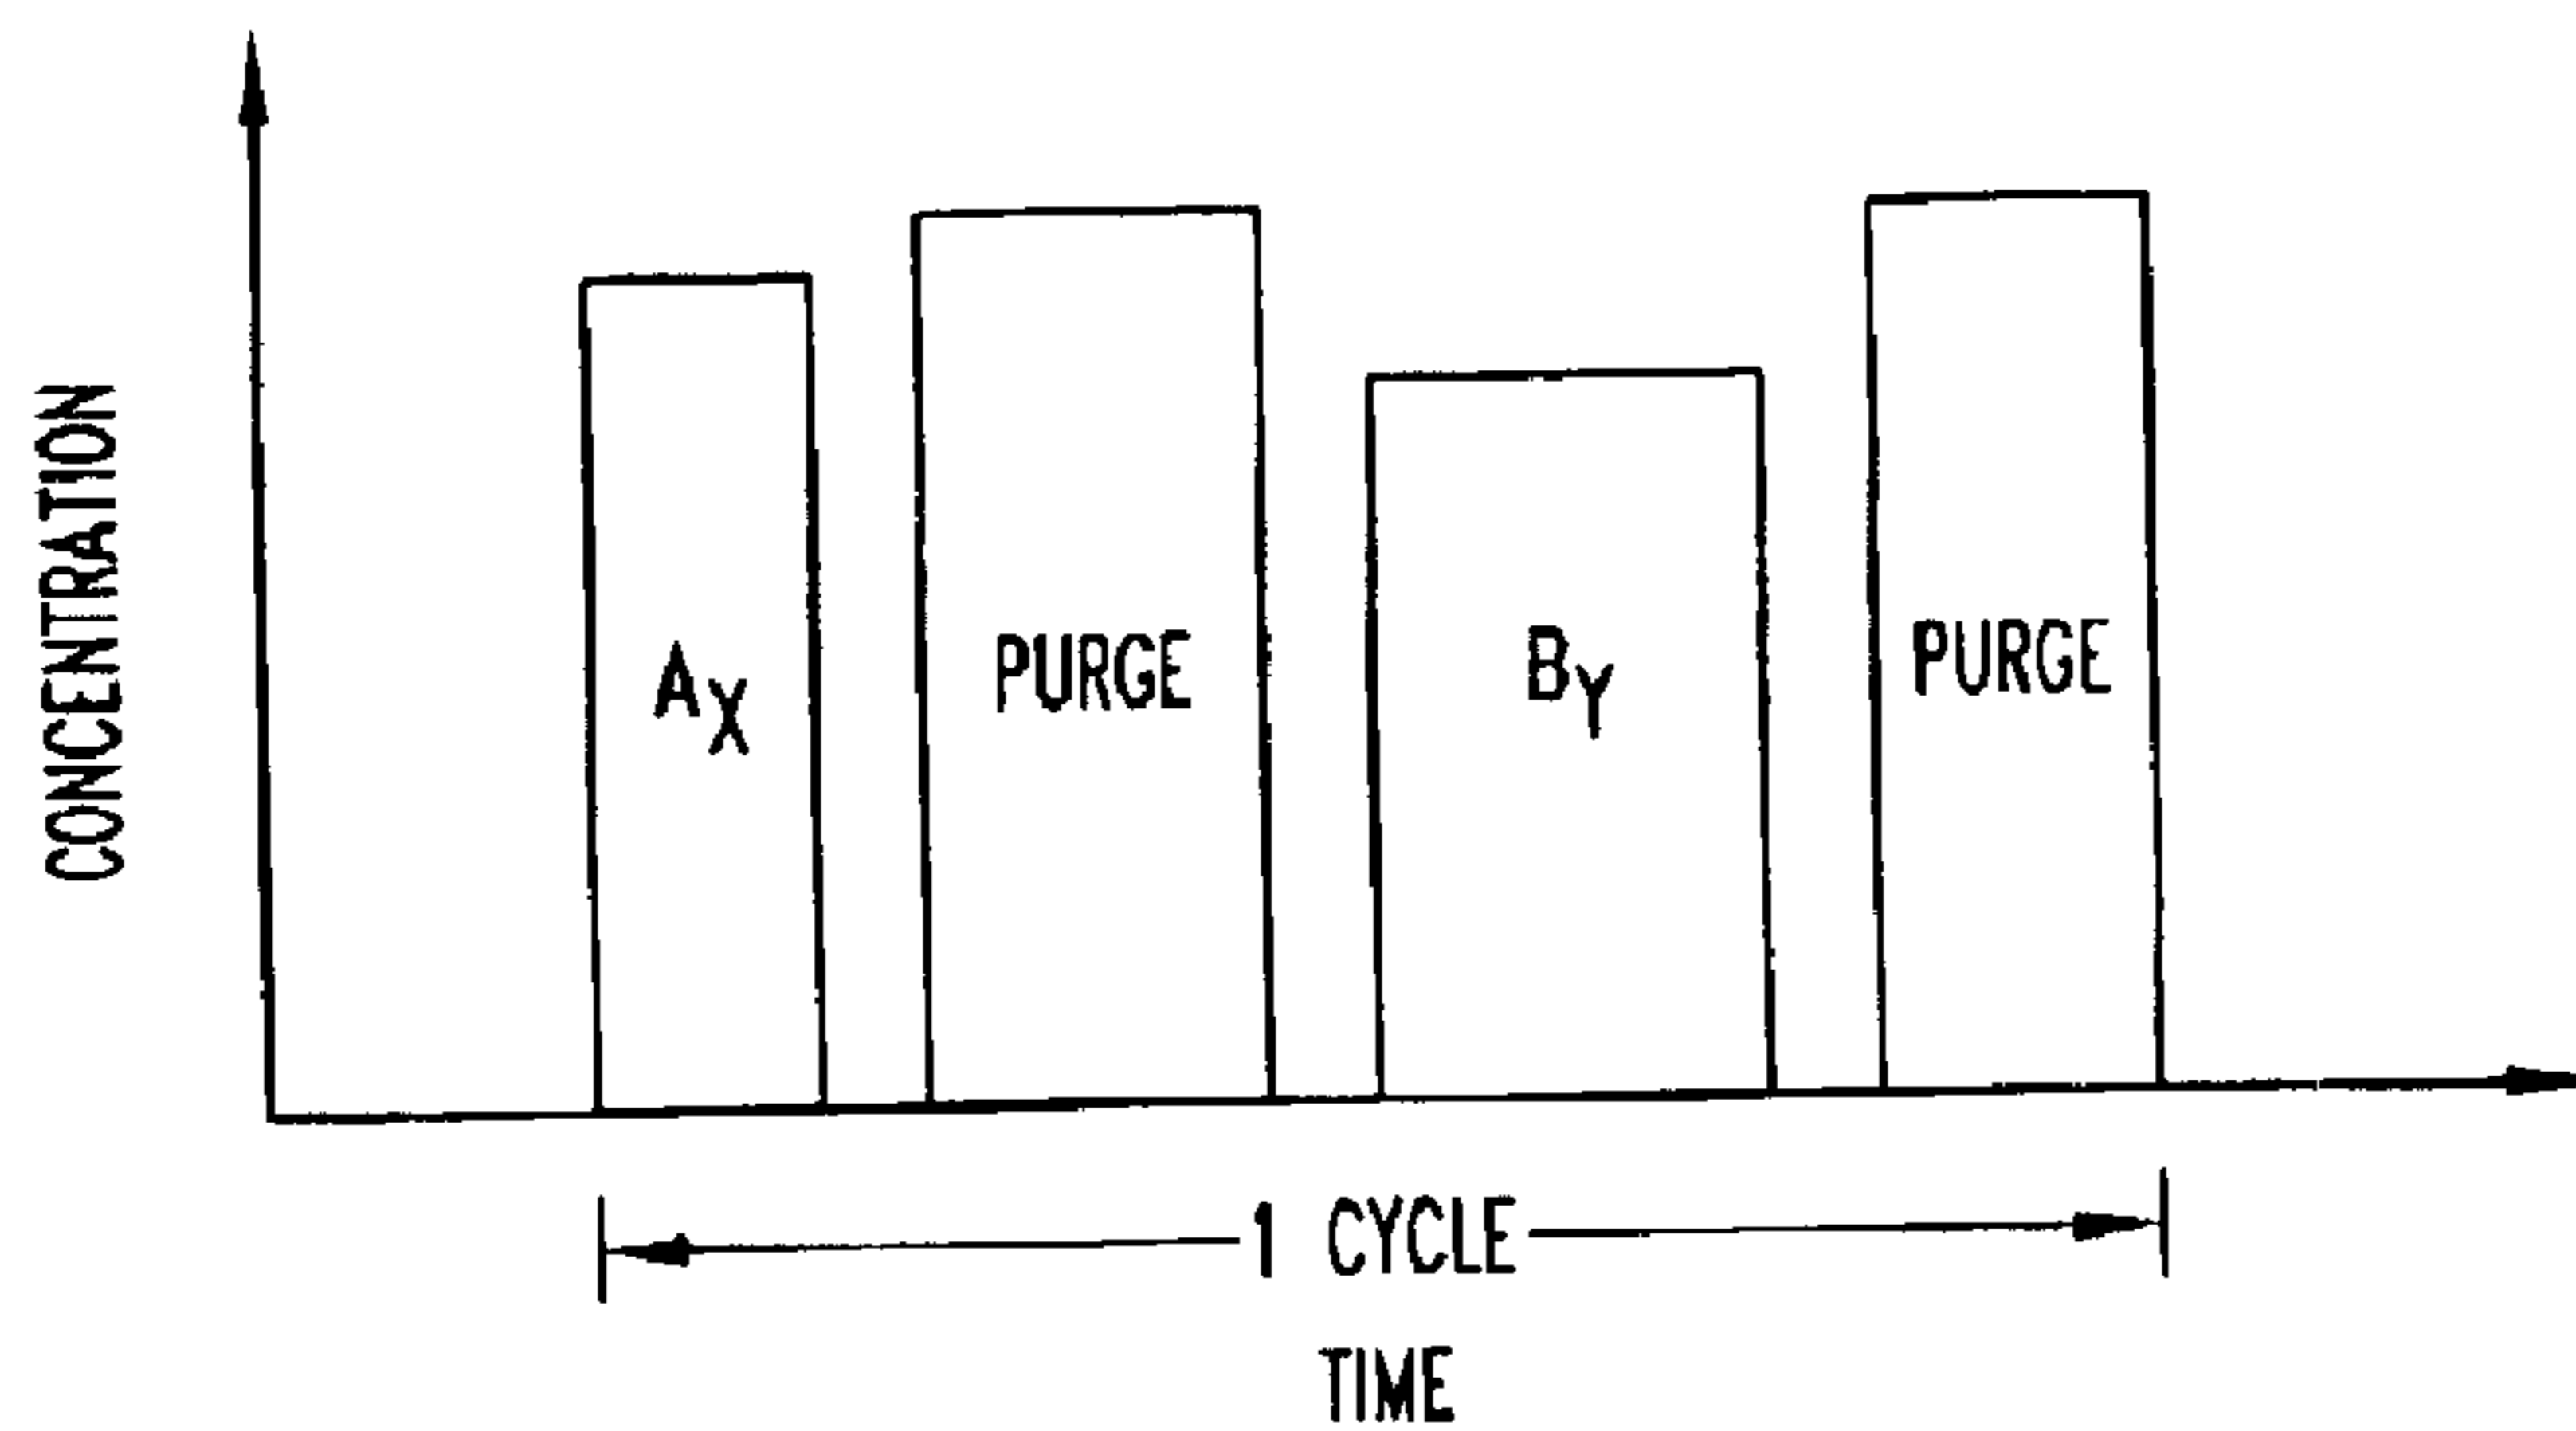 CONCENTRATION
A_X
PURGE
B_Y
PURGE
1 CYCLE
TIME